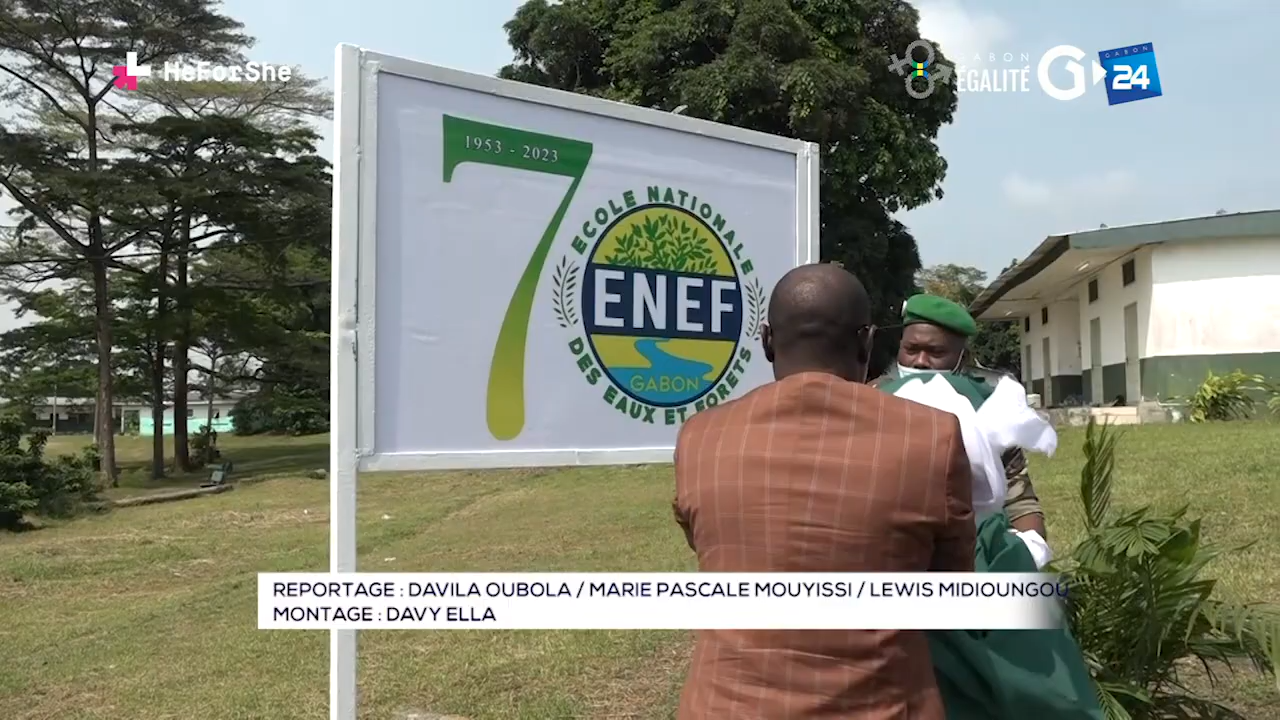 HeForShe
GABON
ÉGALITÉ
G
GABON
24
1953 - 2023
7
ECOLE NATIONALE
ENEF
GABON
DES EAUX ET FORETS
REPORTAGE : DAVILA OUBOLA / MARIE PASCALE MOUYISSI / LEWIS MIDIOUNGOU
MONTAGE : DAVY ELLA